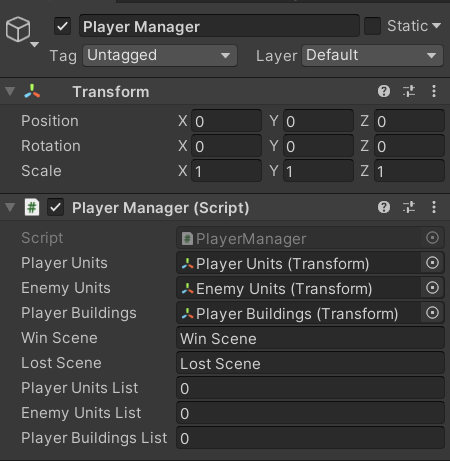 Player Manager Static
Tag Untagged Layer Default
Transform
Position X 0 Y 0 Z 0
Rotation X 0 Y 0 Z 0
Scale X 1 Y 1 Z 1
# Player Manager (Script)
Script # PlayerManager
Player Units Player Units (Transform)
Enemy Units Enemy Units (Transform)
Player Buildings Player Buildings (Transform)
Win Scene Win Scene
Lost Scene Lost Scene
Player Units List 0
Enemy Units List 0
Player Buildings List 0